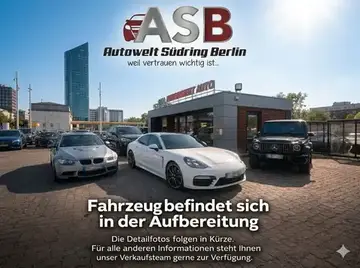 ASB
Autowelt Südring Berlin
weil vertrauen wichtig ist...
Fahrzeug befindet sich
in der Aufbereitung
Die Detailfotos folgen in Kürze.
Für alle anderen Informationen steht Ihnen
unser Verkaufsteam gerne zur Verfügung.